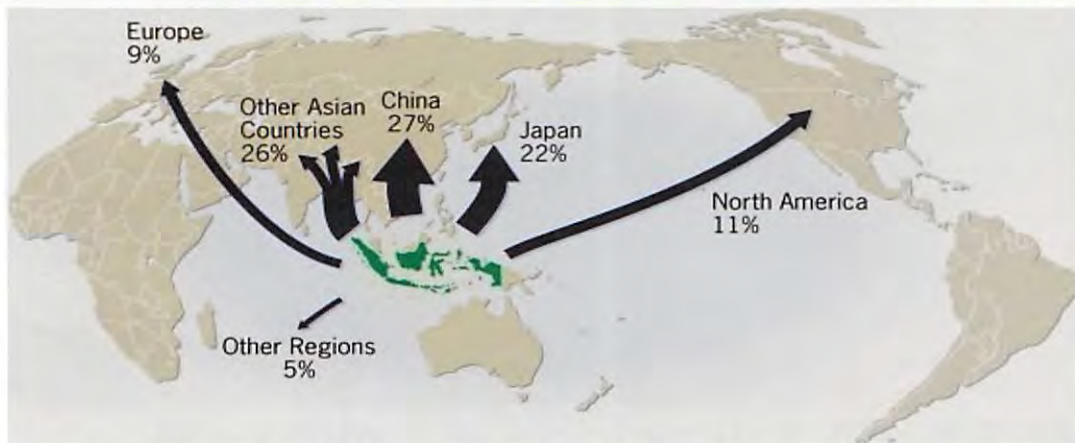 Europe
9%
Other Asian
Countries
26%
China
27%
Japan
22%
North America
11%
Other Regions
5%